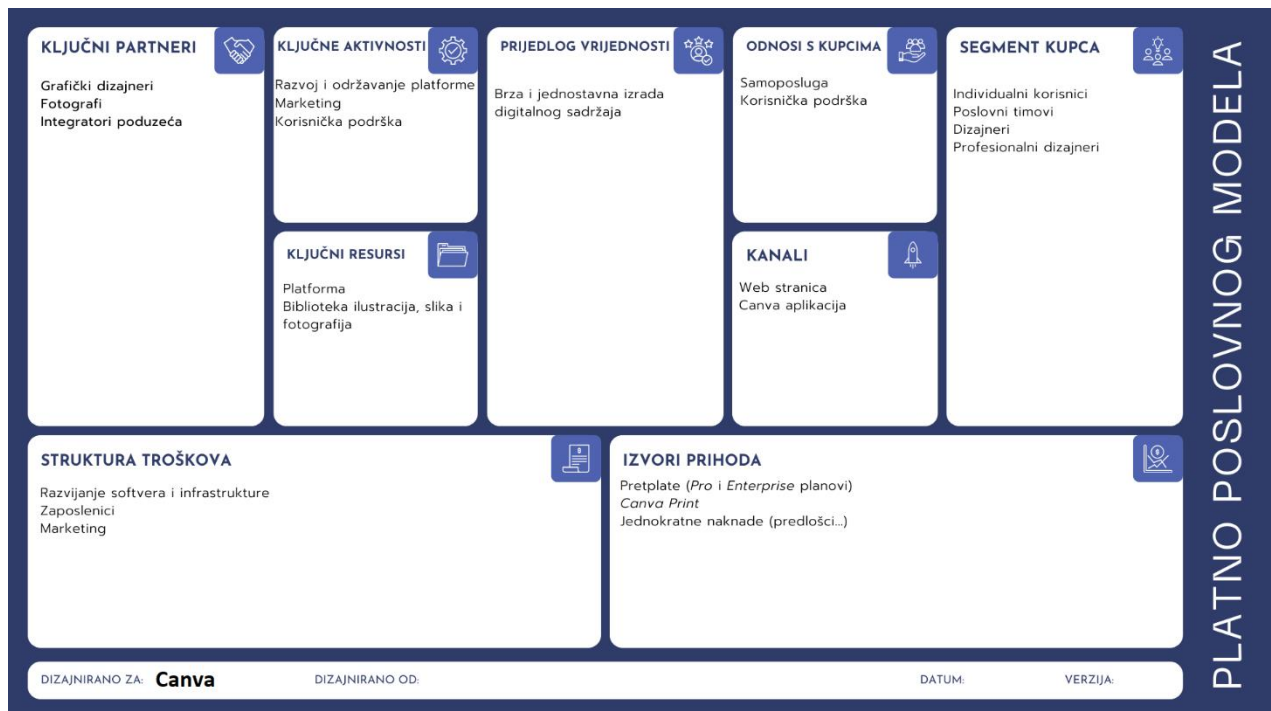 KLJUČNI PARTNERI
Grafički dizajneri
Fotografi
Integratori poduzeća
KLJUČNE AKTIVNOSTI
Razvoj i održavanje platforme
Marketing
Korisnička podrška
KLJUČNI RESURSI
Platforma
Biblioteka ilustracija, slika i
fotografija
PRIJEDLOG VRIJEDNOSTI
Brza i jednostavna izrada
digitalnog sadržaja
ODNOSI S KUPCIMA
Samoposluga
Korisnička podrška
KANALI
Web stranica
Canva aplikacija
SEGMENT KUPCA
Individualni korisnici
Poslovni timovi
Dizajneri
Profesionalni dizajneri
STRUKTURA TROŠKOVA
Razvijanje softvera i infrastrukture
Zaposlenici
Marketing
IZVORI PRIHODA
Pretplate (Pro i Enterprise planovi)
Canva Print
Jednokratne naknade (predlošci...)
DIZAJNIRANO ZA: Canva
DIZAJNIRANO OD:
DATUM:
VERZIJA:
PLATNO POSLOVNOG MODELA